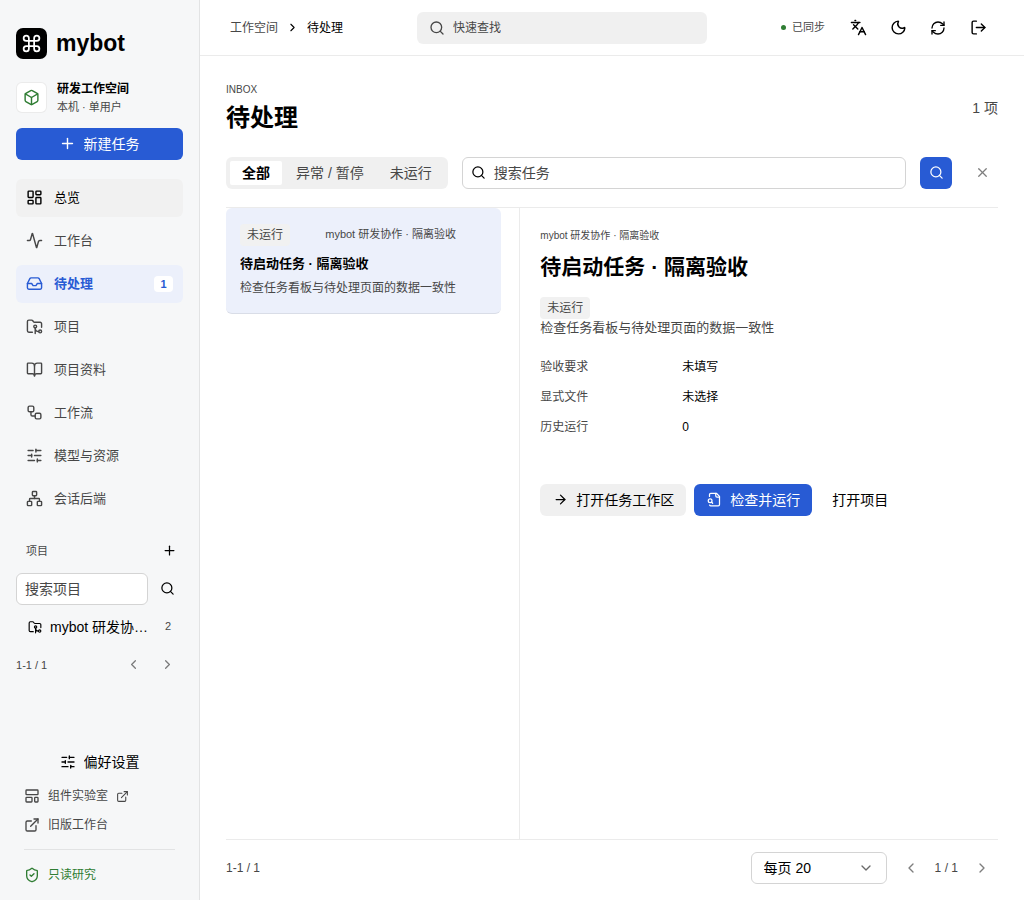 mybot
研发工作空间
本机 · 单用户
新建任务
总览
工作台
待处理 1
项目
项目资料
工作流
模型与资源
会话后端
项目
搜索项目
mybot 研发协… 2
1-1 / 1
偏好设置
组件实验室
旧版工作台
只读研究
工作空间 待处理
快速查找
已同步
INBOX
待处理
1 项
全部 异常 / 暂停 未运行
搜索任务
未运行 mybot 研发协作 · 隔离验收
待启动任务 · 隔离验收
检查任务看板与待处理页面的数据一致性
mybot 研发协作 · 隔离验收
待启动任务 · 隔离验收
未运行
检查任务看板与待处理页面的数据一致性
验收要求 未填写
显式文件 未选择
历史运行 0
打开任务工作区 检查并运行 打开项目
1-1 / 1
每页 20
1 / 1